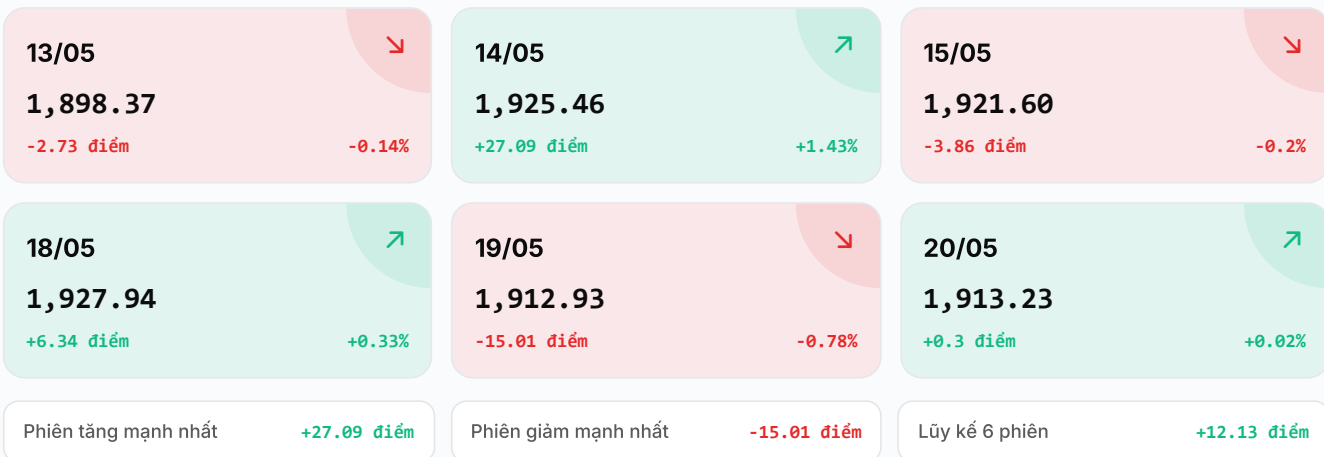 13/05
1,898.37
-2.73 điểm -0.14%
14/05
1,925.46
+27.09 điểm +1.43%
15/05
1,921.60
-3.86 điểm -0.2%
18/05
1,927.94
+6.34 điểm +0.33%
19/05
1,912.93
-15.01 điểm -0.78%
20/05
1,913.23
+0.3 điểm +0.02%
Phiên tăng mạnh nhất +27.09 điểm
Phiên giảm mạnh nhất -15.01 điểm
Lũy kế 6 phiên +12.13 điểm